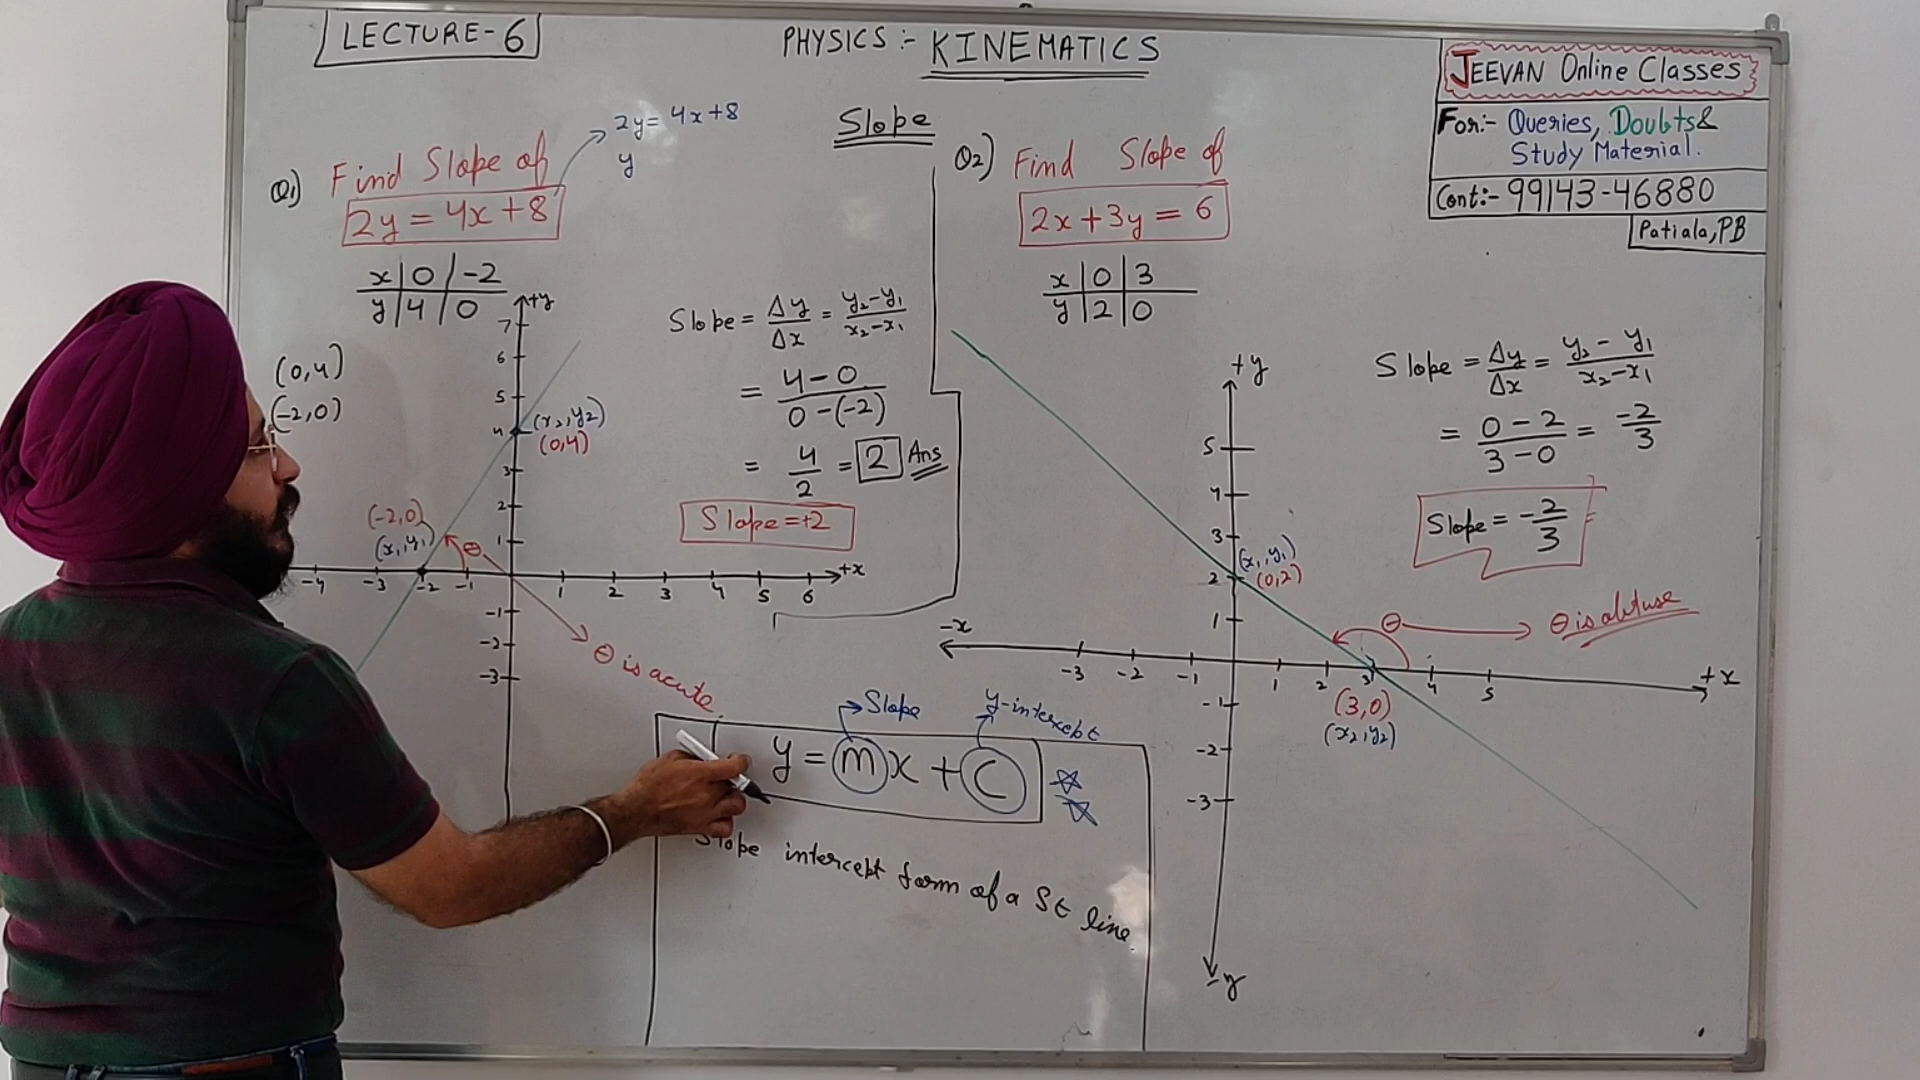 LECTURE-6
PHYSICS:- KINEMATICS
JEEVAN Online Classes
For:- Queries, Doubts &
Study Material.
Cont:- 99143-46880
Patiala, PB
Slope
Q1) Find Slope of
2y = 4x+8
2y = 4x+8
y
x | 0 | -2
y | 4 | 0
(0,4)
(-2,0)
Slope = Δy/Δx = (y₂-y₁)/(x₂-x₁)
= (4-0)/(0-(-2))
= 4/2 = 2 Ans
Slope = +2
+y
7
6
5
4
3
2
1
(x₂,y₂)
(0,4)
(-2,0)
(x₁,y₁)
θ
-4 -3 -2 -1 1 2 3 4 5 6 +x
-1
-2
-3
θ is acute
Slope
y-intercept
y = mx + c
Slope intercept form of a St line.
Q2) Find Slope of
2x+3y = 6
x | 0 | 3
y | 2 | 0
Slope = Δy/Δx = (y₂-y₁)/(x₂-x₁)
= (0-2)/(3-0) = -2/3
Slope = -2/3
+y
5
4
3
2
1
(x₁,y₁)
(0,2)
θ
θ is obtuse
-x -3 -2 -1 1 2 3 4 5 +x
(3,0)
(x₂,y₂)
-1
-2
-3
-y